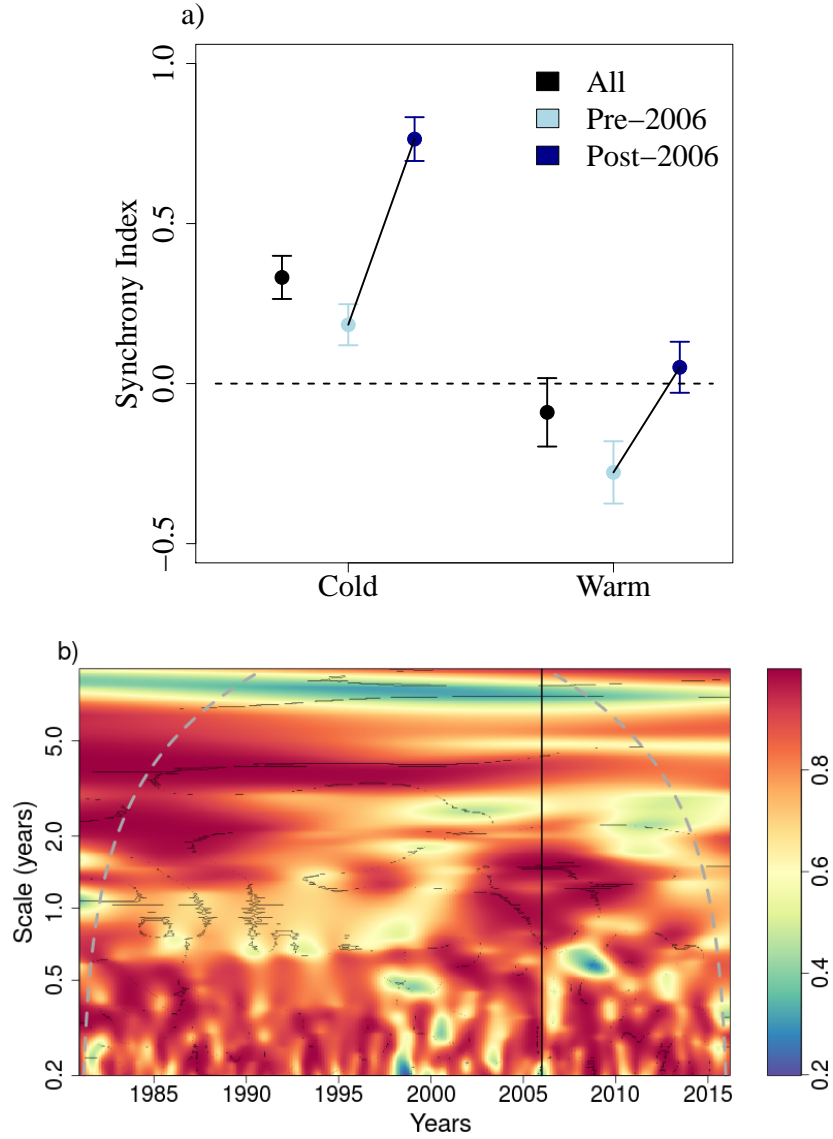 a)
Synchrony Index
1.0
0.5
0.0
−0.5
All
Pre−2006
Post−2006
Cold
Warm
b)
Scale (years)
5.0
2.0
1.0
0.5
0.2
1985
1990
1995
2000
2005
2010
2015
Years
0.8
0.6
0.4
0.2